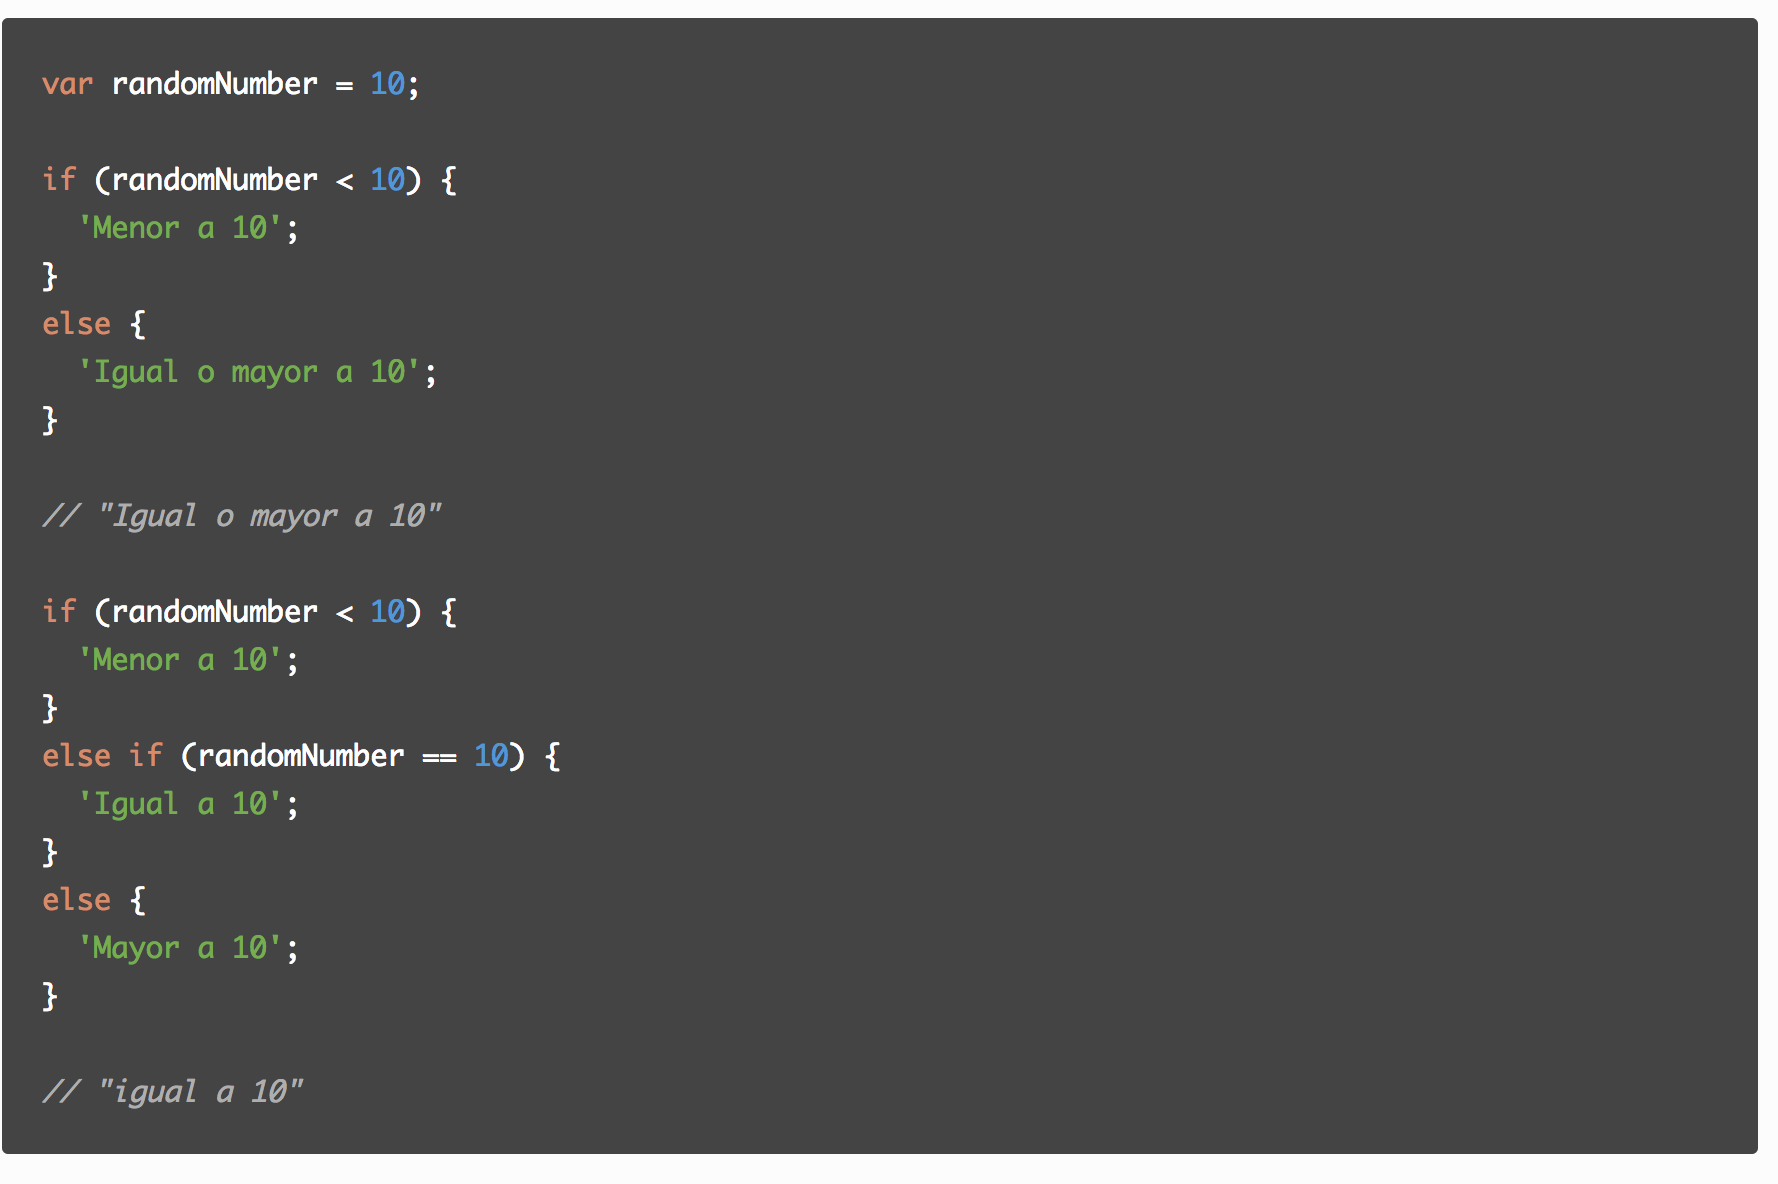 var randomNumber = 10;
if (randomNumber < 10) {
'Menor a 10';
}
else {
'Igual o mayor a 10';
}
// "Igual o mayor a 10"
if (randomNumber < 10) {
'Menor a 10';
}
else if (randomNumber == 10) {
'Igual a 10';
}
else {
'Mayor a 10';
}
// "igual a 10"